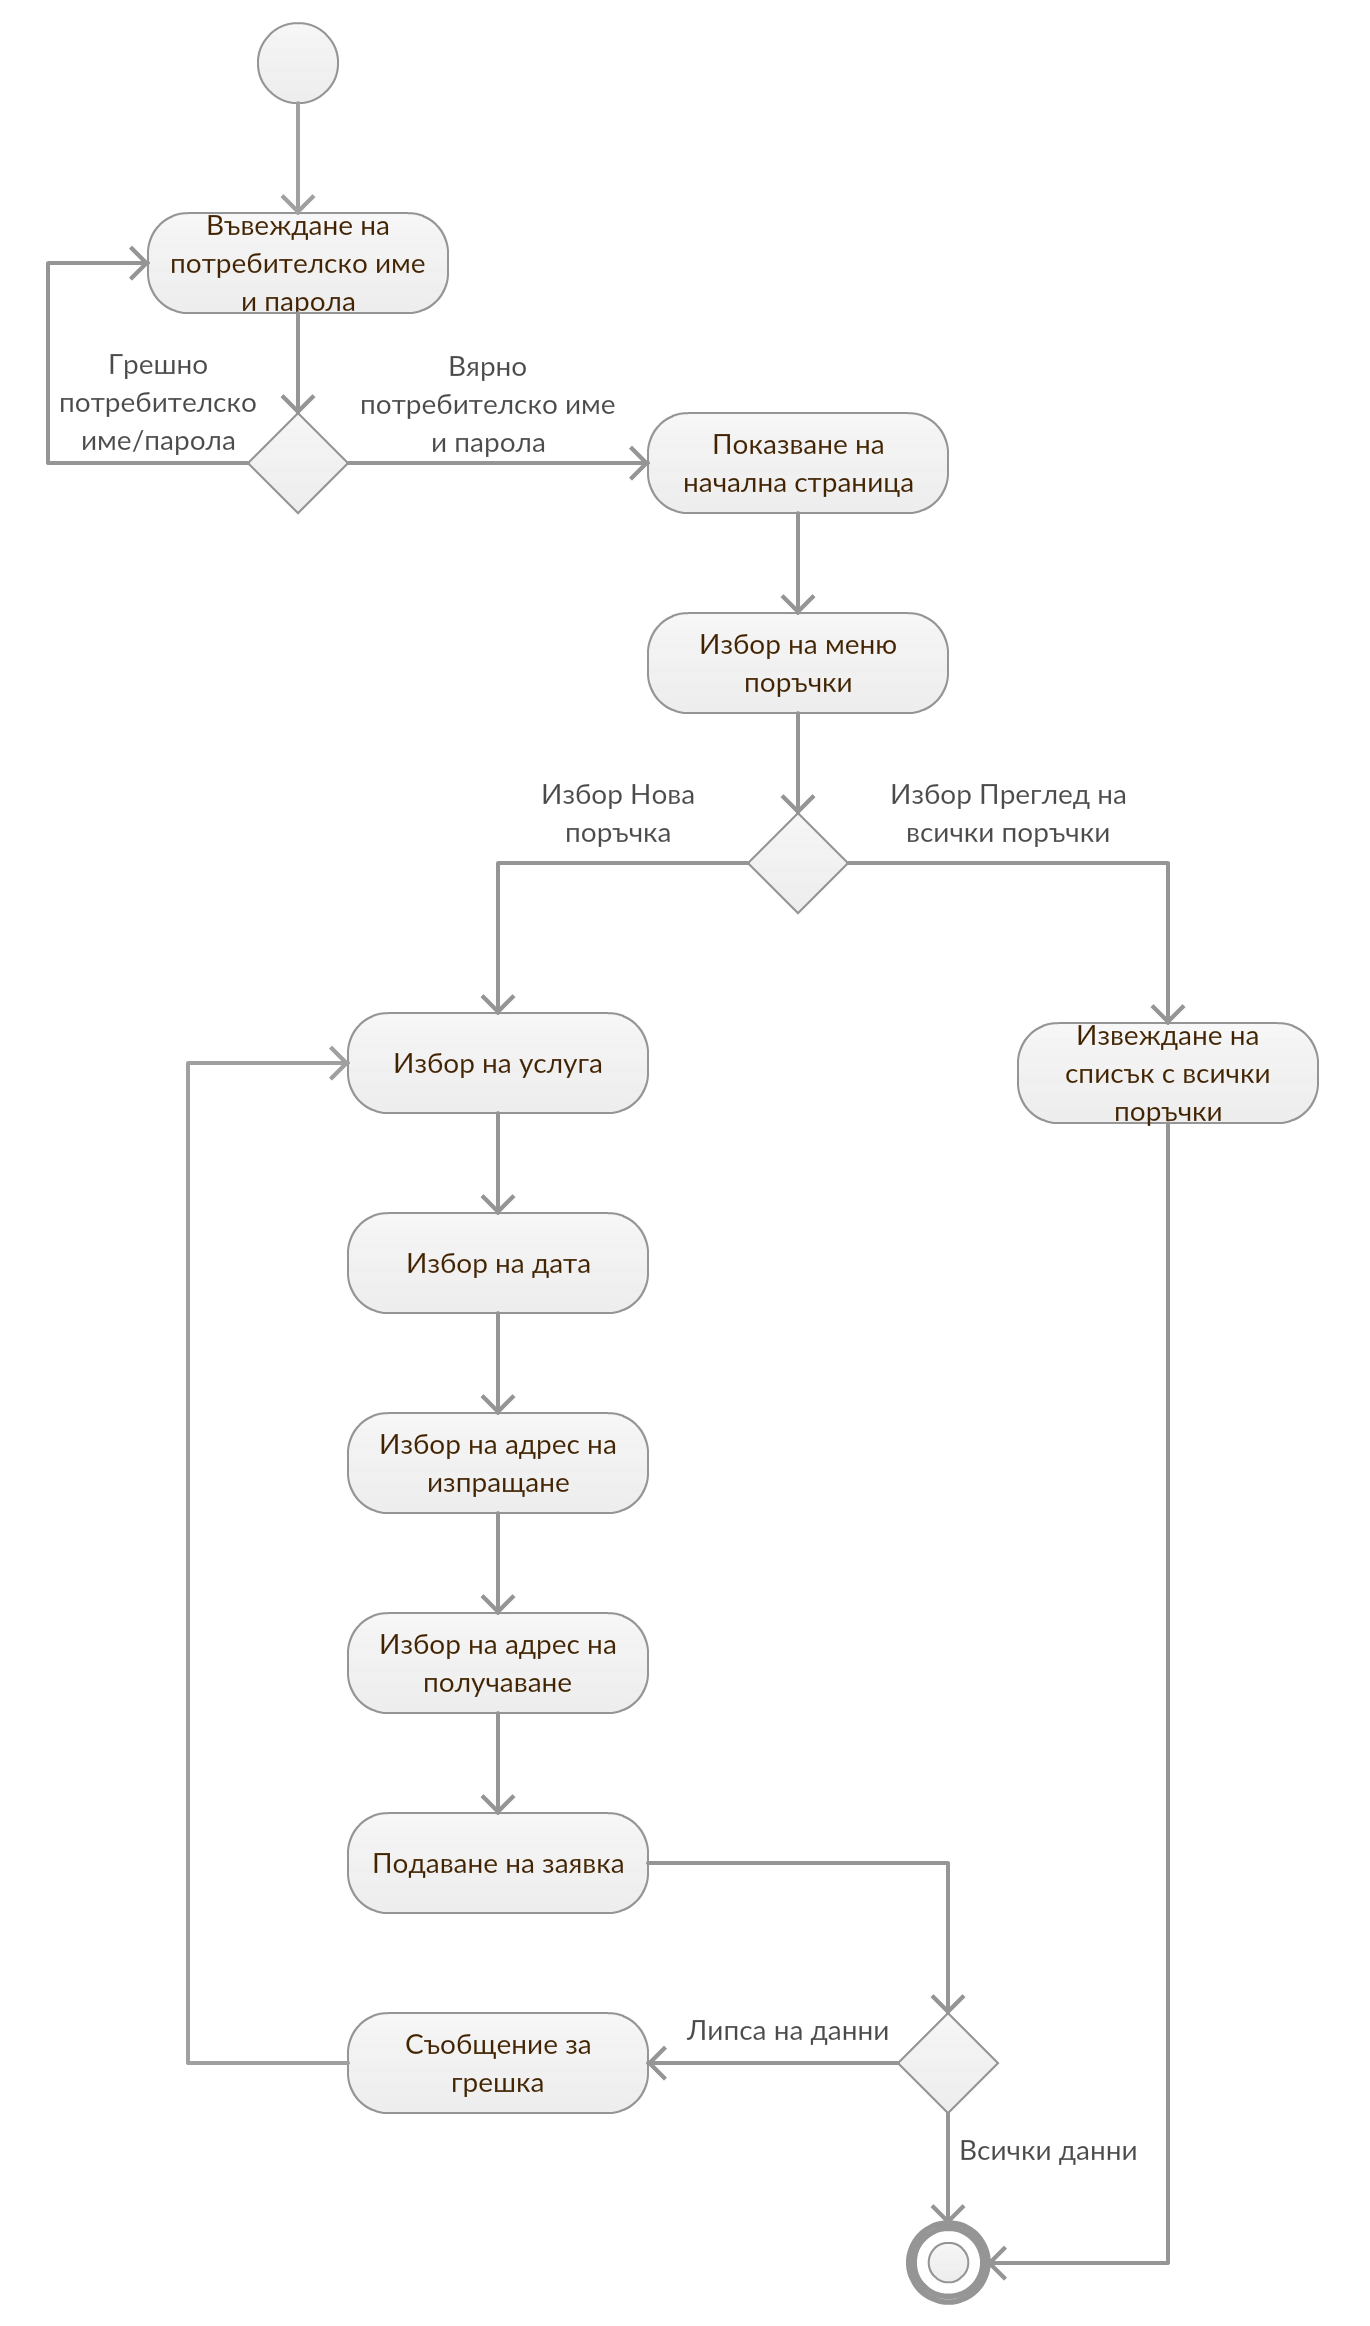 Въвеждане на
потребителско име
и парола
Грешно
потребителско
име/парола
Вярно
потребителско име
и парола
Показване на
начална страница
Избор на меню
поръчки
Избор Нова
поръчка
Избор Преглед на
всички поръчки
Избор на услуга
Извеждане на
списък с всички
поръчки
Избор на дата
Избор на адрес на
изпращане
Избор на адрес на
получаване
Подаване на заявка
Липса на данни
Съобщение за
грешка
Всички данни